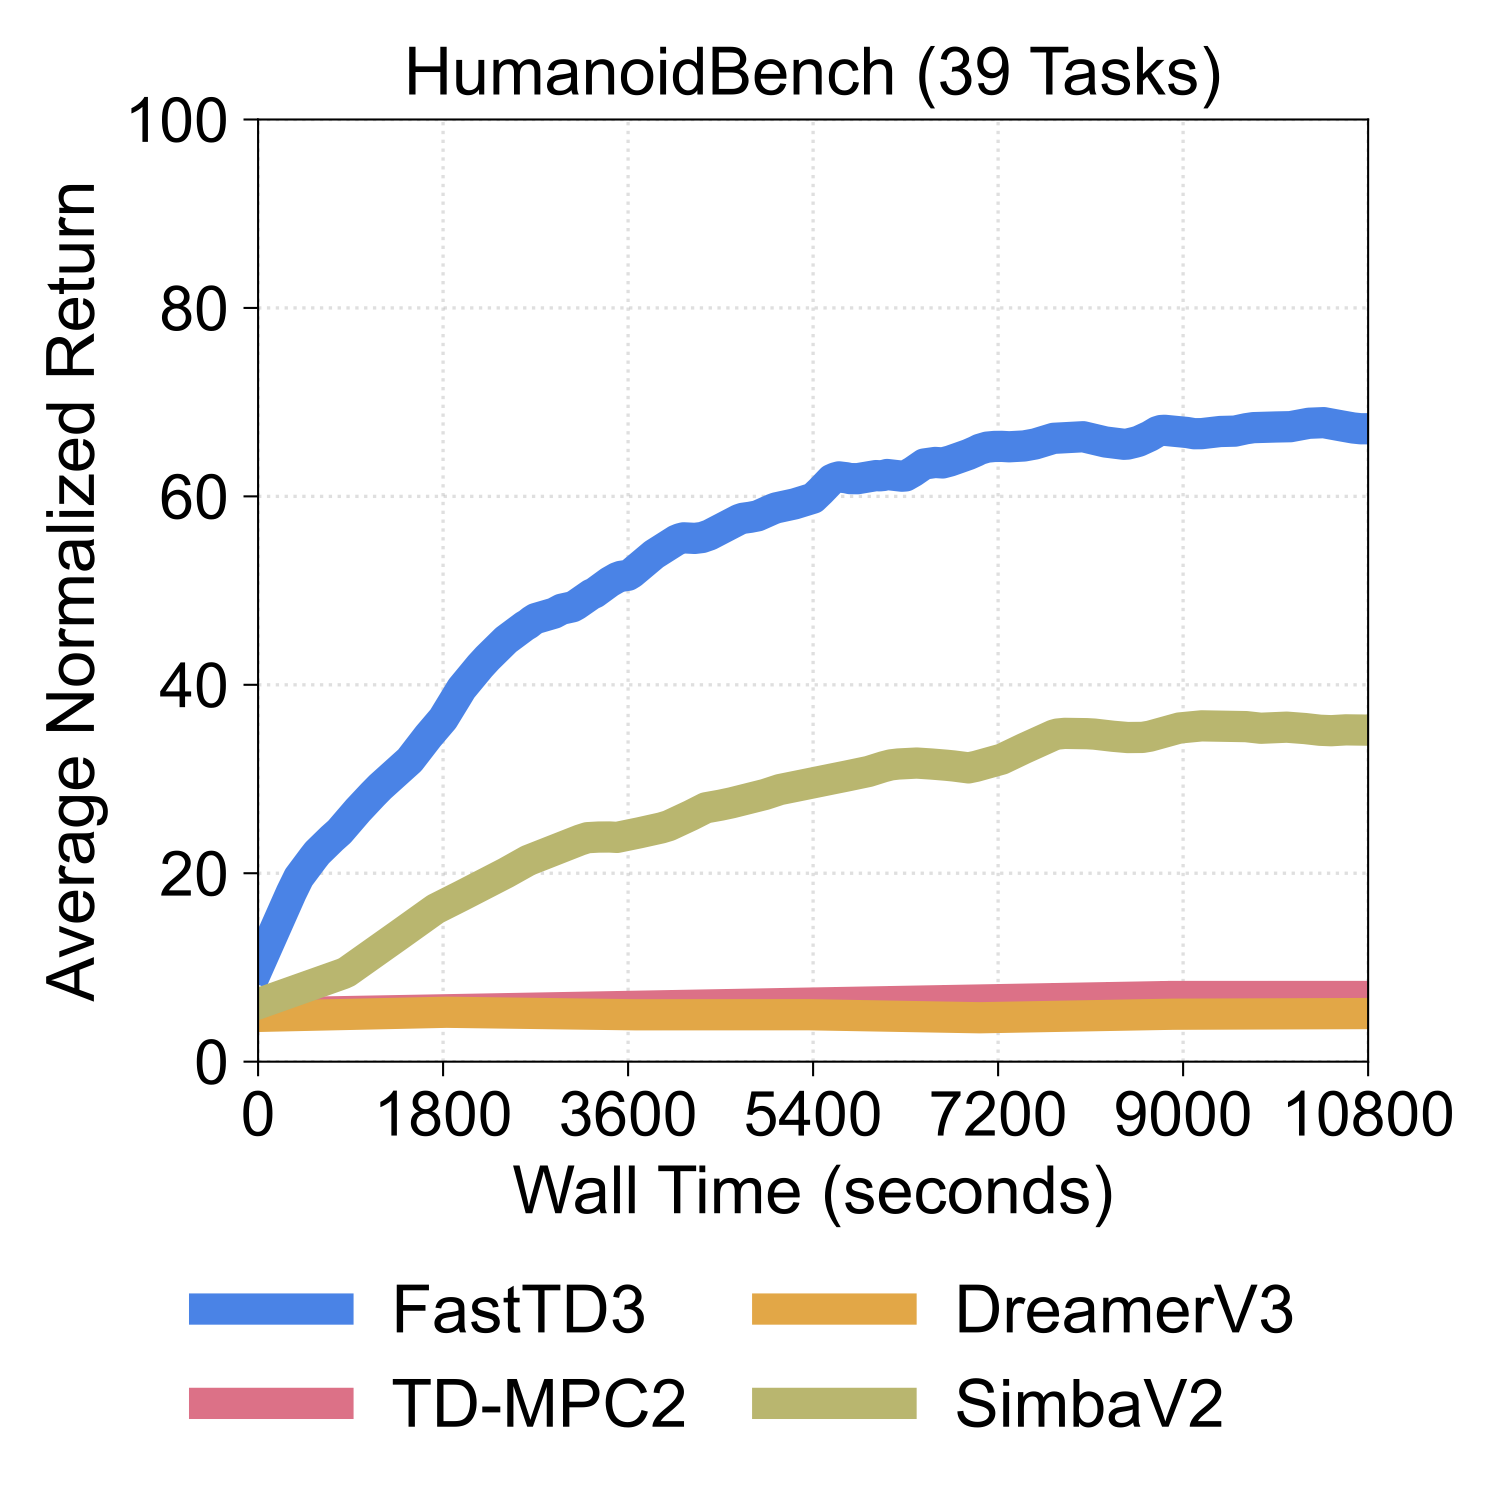 HumanoidBench (39 Tasks)
Average Normalized Return
100
80
60
40
20
0
0 1800 3600 5400 7200 9000 10800
Wall Time (seconds)
FastTD3 DreamerV3
TD-MPC2 SimbaV2